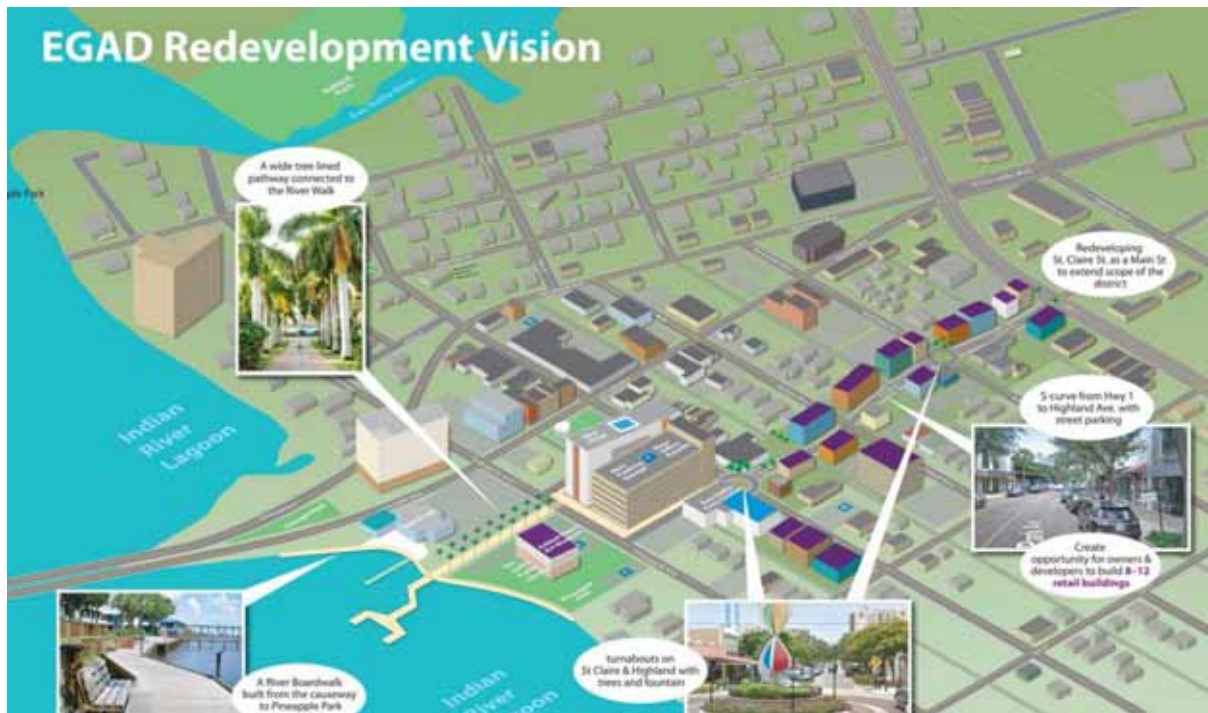 EGAD Redevelopment Vision
A wide tree lined
pathway connected to
the River Walk
Redeveloping
St. Claire St. as a Main St
to extend scope of the
district
S-curve from Hwy 1
to Highland Ave. with
street parking
Create
opportunity for owners &
developers to build 8-12
retail buildings
Indian
River
Lagoon
turnabouts on
St Claire & Highland with
trees and fountain
A River Boardwalk
built from the causeway
to Pineapple Park
Indian
River